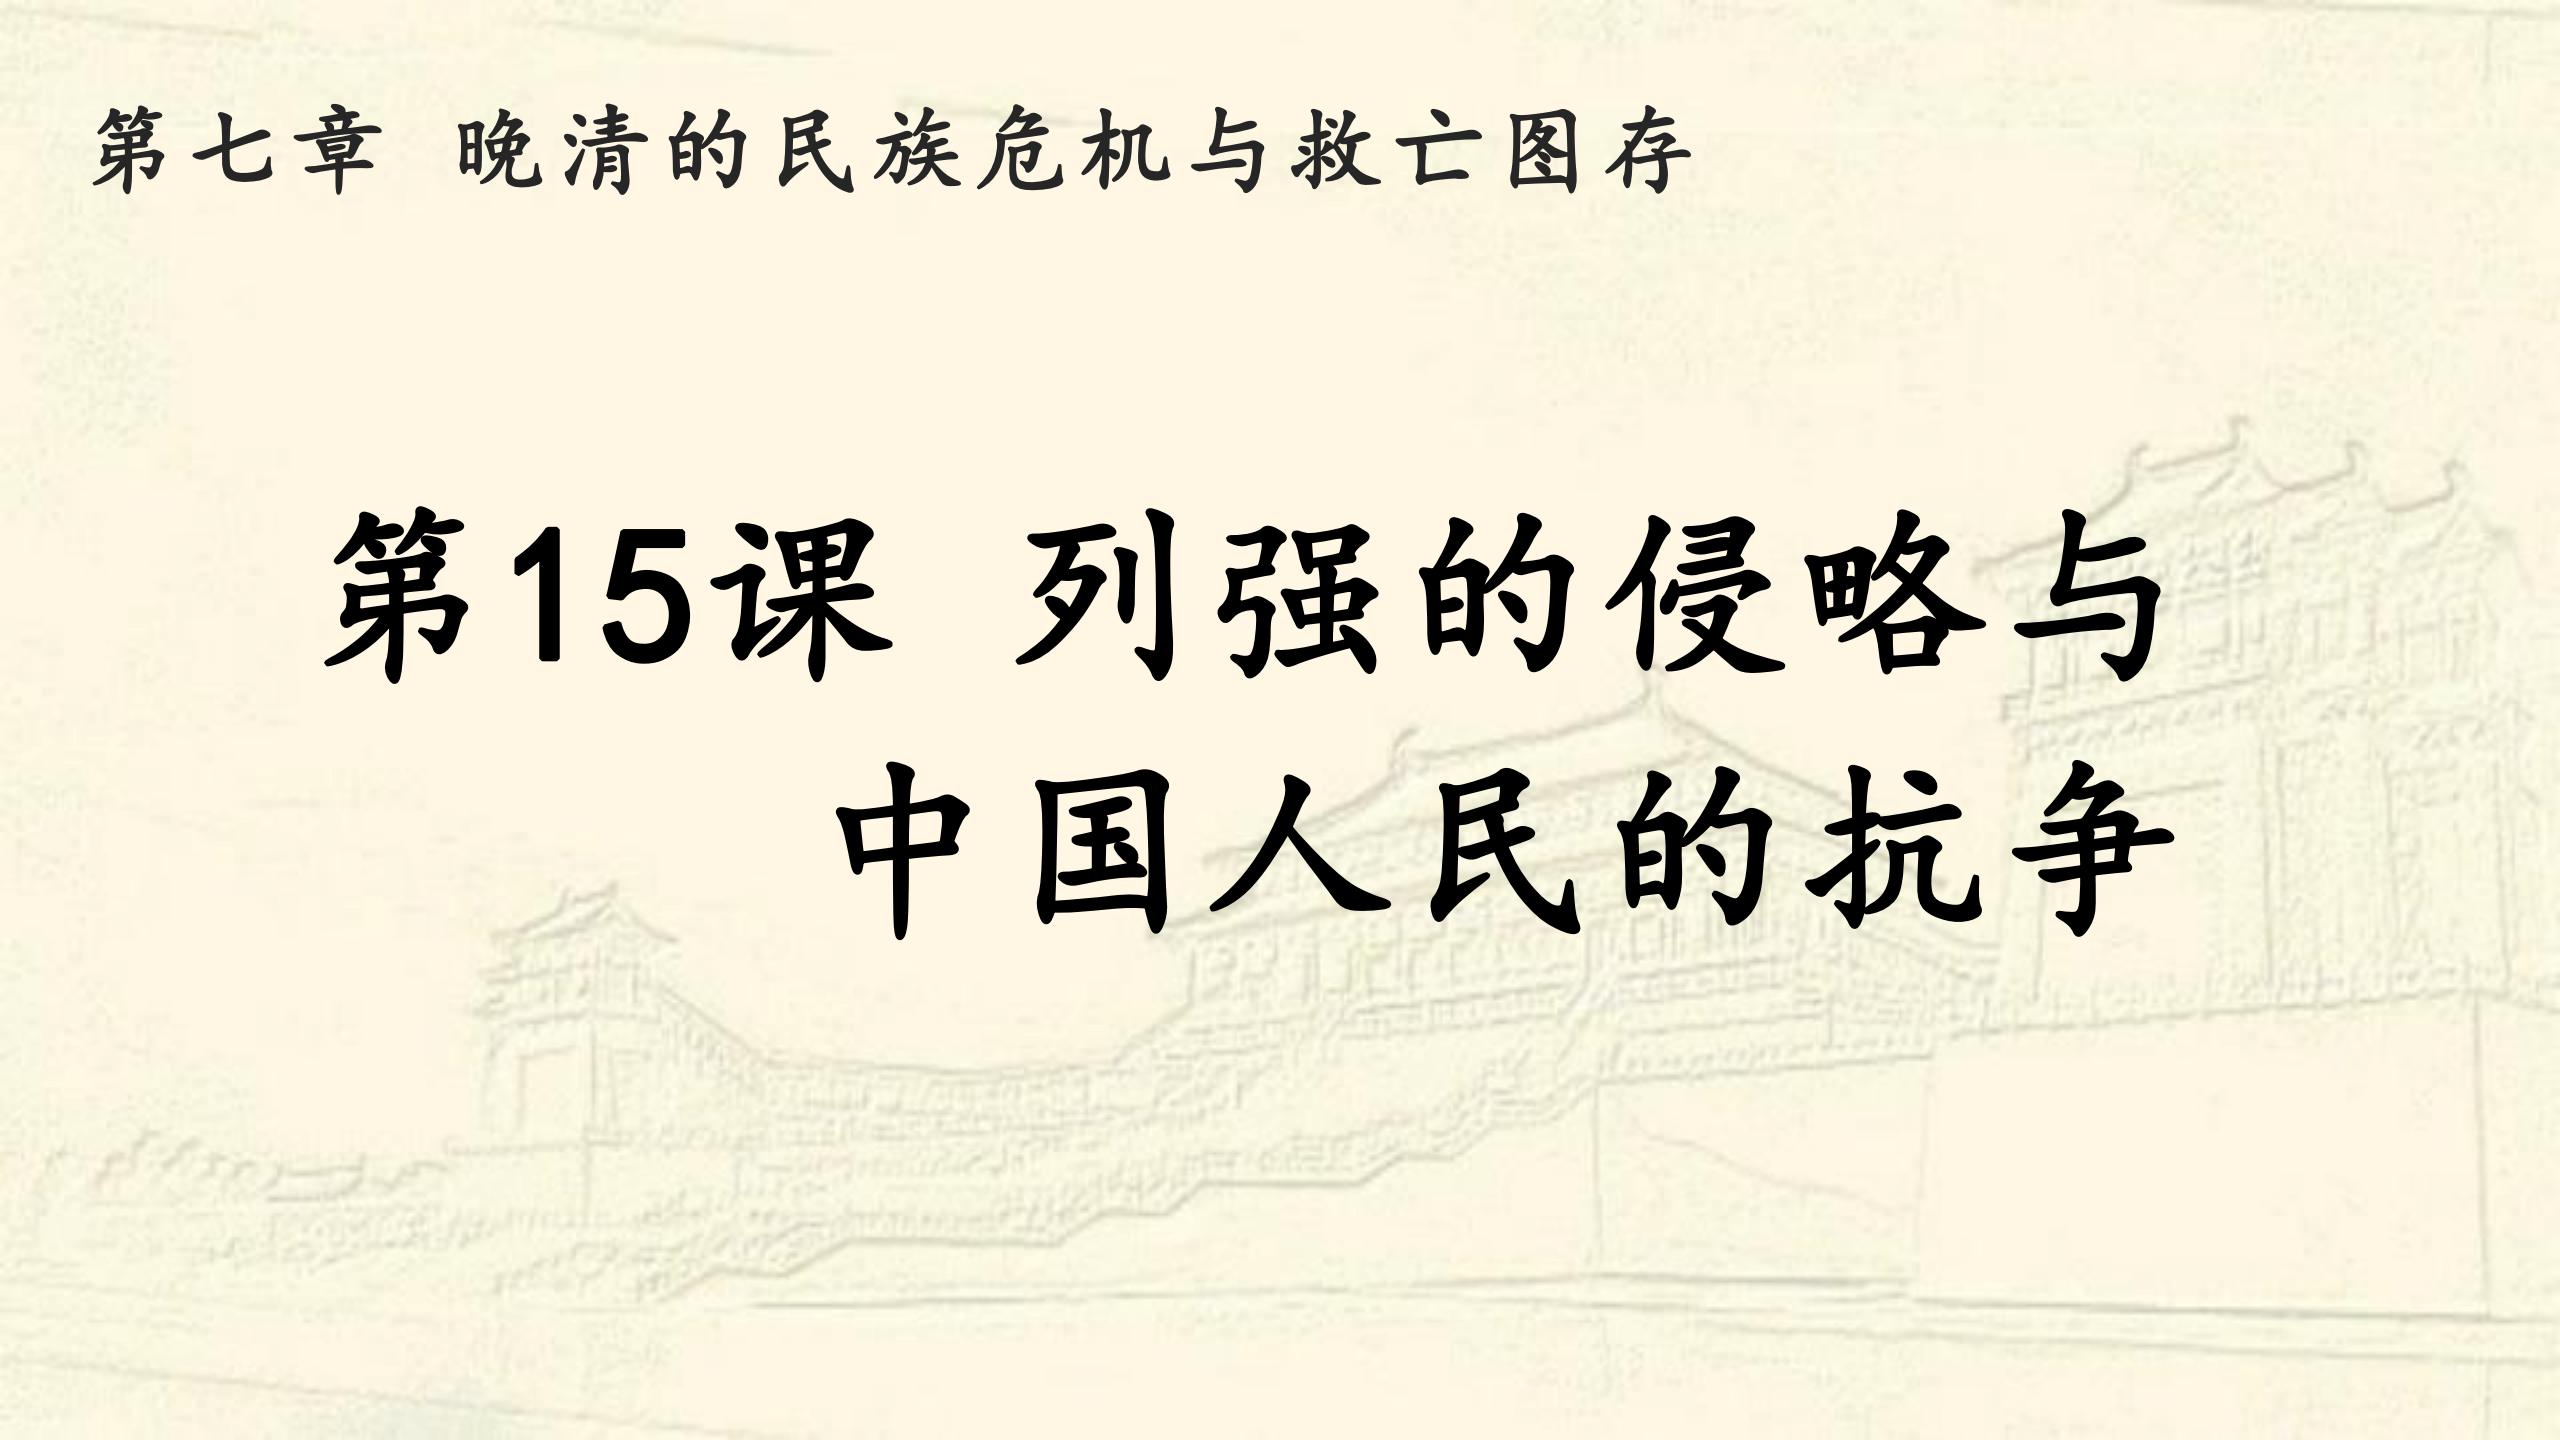 第七章 晚清的民族危机与救亡图存
第15课 列强的侵略与
中国人民的抗争